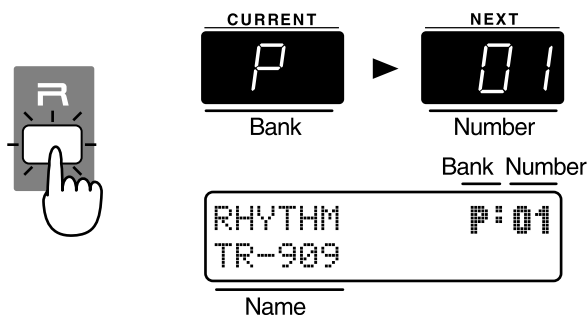 CURRENT NEXT
P 01
Bank Number
R
Bank Number
RHYTHM P:01
TR-909
Name